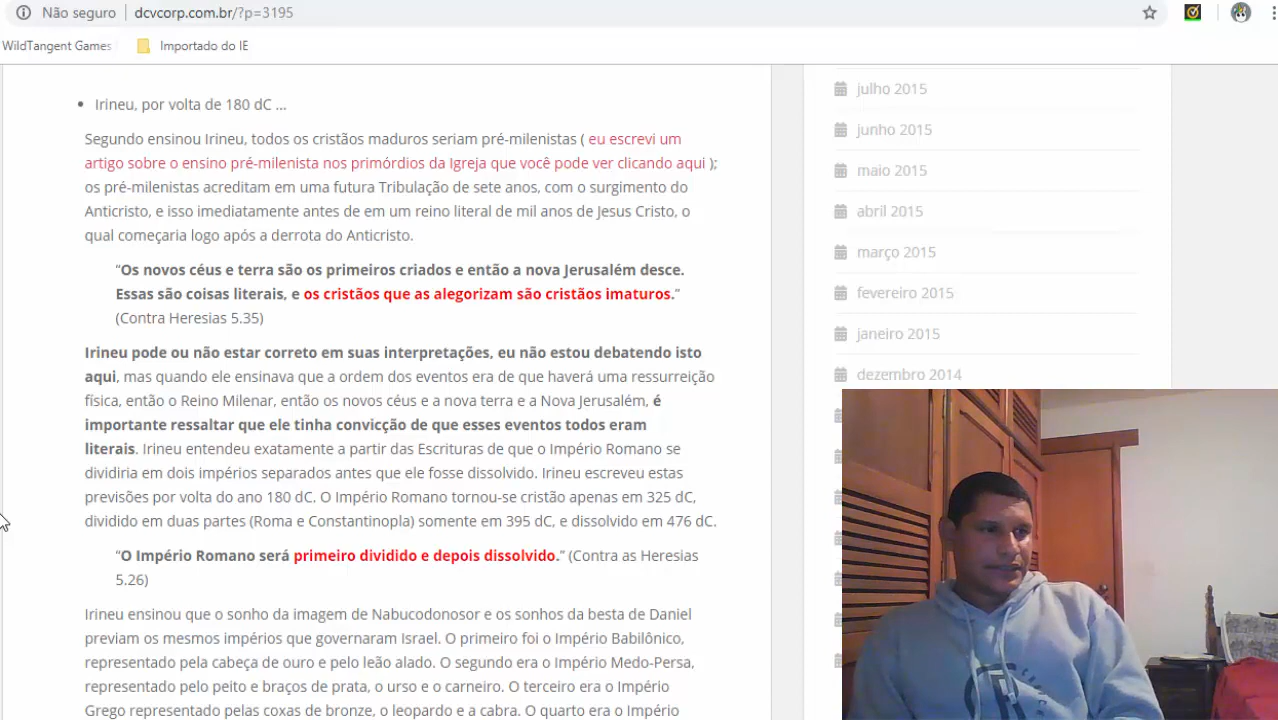 Não seguro
dcvcorp.com.br/?p=3195
WildTangent Games
Importado do IE
Irineu, por volta de 180 dC ...
Segundo ensinou Irineu, todos os cristãos maduros seriam pré-milenistas ( eu escrevi um
artigo sobre o ensino pré-milenista nos primórdios da Igreja que você pode ver clicando aqui );
os pré-milenistas acreditam em uma futura Tribulação de sete anos, com o surgimento do
Anticristo, e isso imediatamente antes de em um reino literal de mil anos de Jesus Cristo, o
qual começaria logo após a derrota do Anticristo.
“Os novos céus e terra são os primeiros criados e então a nova Jerusalém desce.
Essas são coisas literais, e os cristãos que as alegorizam são cristãos imaturos.”
(Contra Heresias 5.35)
Irineu pode ou não estar correto em suas interpretações, eu não estou debatendo isto
aqui, mas quando ele ensinava que a ordem dos eventos era de que haverá uma ressurreição
física, então o Reino Milenar, então os novos céus e a nova terra e a Nova Jerusalém, é
importante ressaltar que ele tinha convicção de que esses eventos todos eram
literais. Irineu entendeu exatamente a partir das Escrituras de que o Império Romano se
dividiria em dois impérios separados antes que ele fosse dissolvido. Irineu escreveu estas
previsões por volta do ano 180 dC. O Império Romano tornou-se cristão apenas em 325 dC,
dividido em duas partes (Roma e Constantinopla) somente em 395 dC, e dissolvido em 476 dC.
“O Império Romano será primeiro dividido e depois dissolvido.” (Contra as Heresias
5.26)
Irineu ensinou que o sonho da imagem de Nabucodonosor e os sonhos da besta de Daniel
previam os mesmos impérios que governaram Israel. O primeiro foi o Império Babilônico,
representado pela cabeça de ouro e pelo leão alado. O segundo era o Império Medo-Persa,
representado pelo peito e braços de prata, o urso e o carneiro. O terceiro era o Império
Grego representado pelas coxas de bronze, o leopardo e a cabra. O quarto era o Império
julho 2015
junho 2015
maio 2015
abril 2015
março 2015
fevereiro 2015
janeiro 2015
dezembro 2014